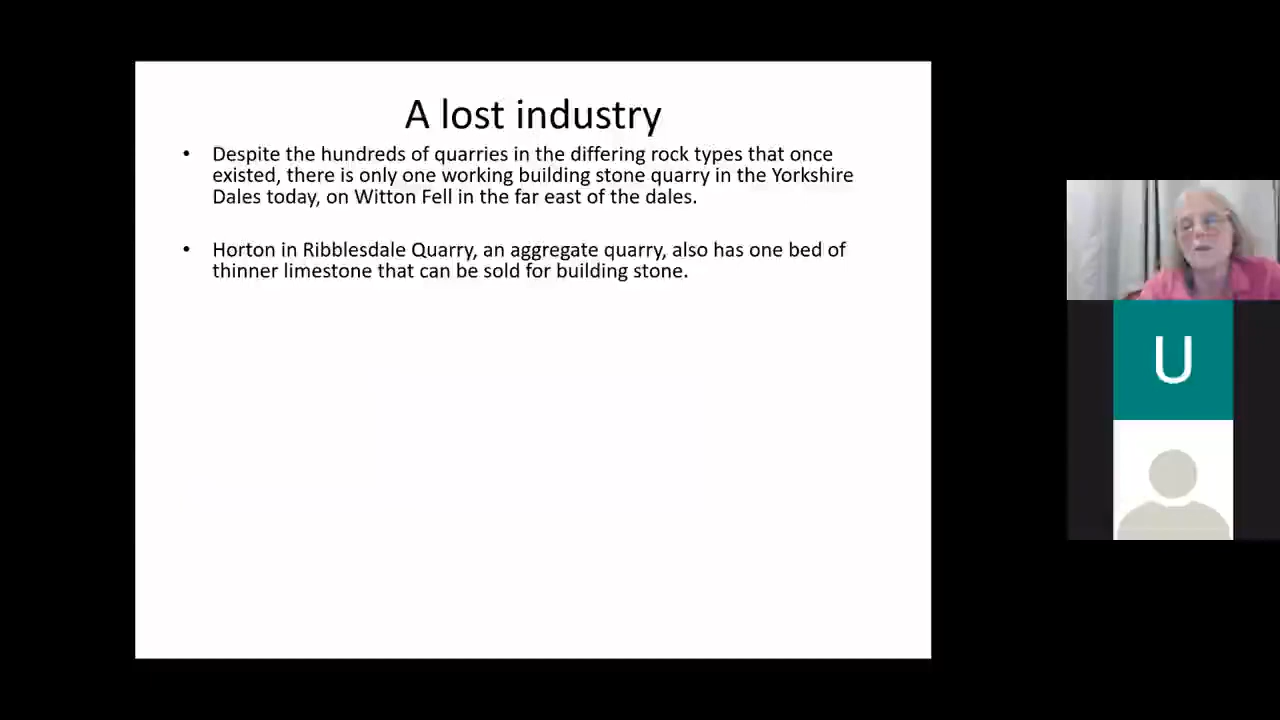 A lost industry
• Despite the hundreds of quarries in the differing rock types that once
existed, there is only one working building stone quarry in the Yorkshire
Dales today, on Witton Fell in the far east of the dales.
• Horton in Ribblesdale Quarry, an aggregate quarry, also has one bed of
thinner limestone that can be sold for building stone.
U